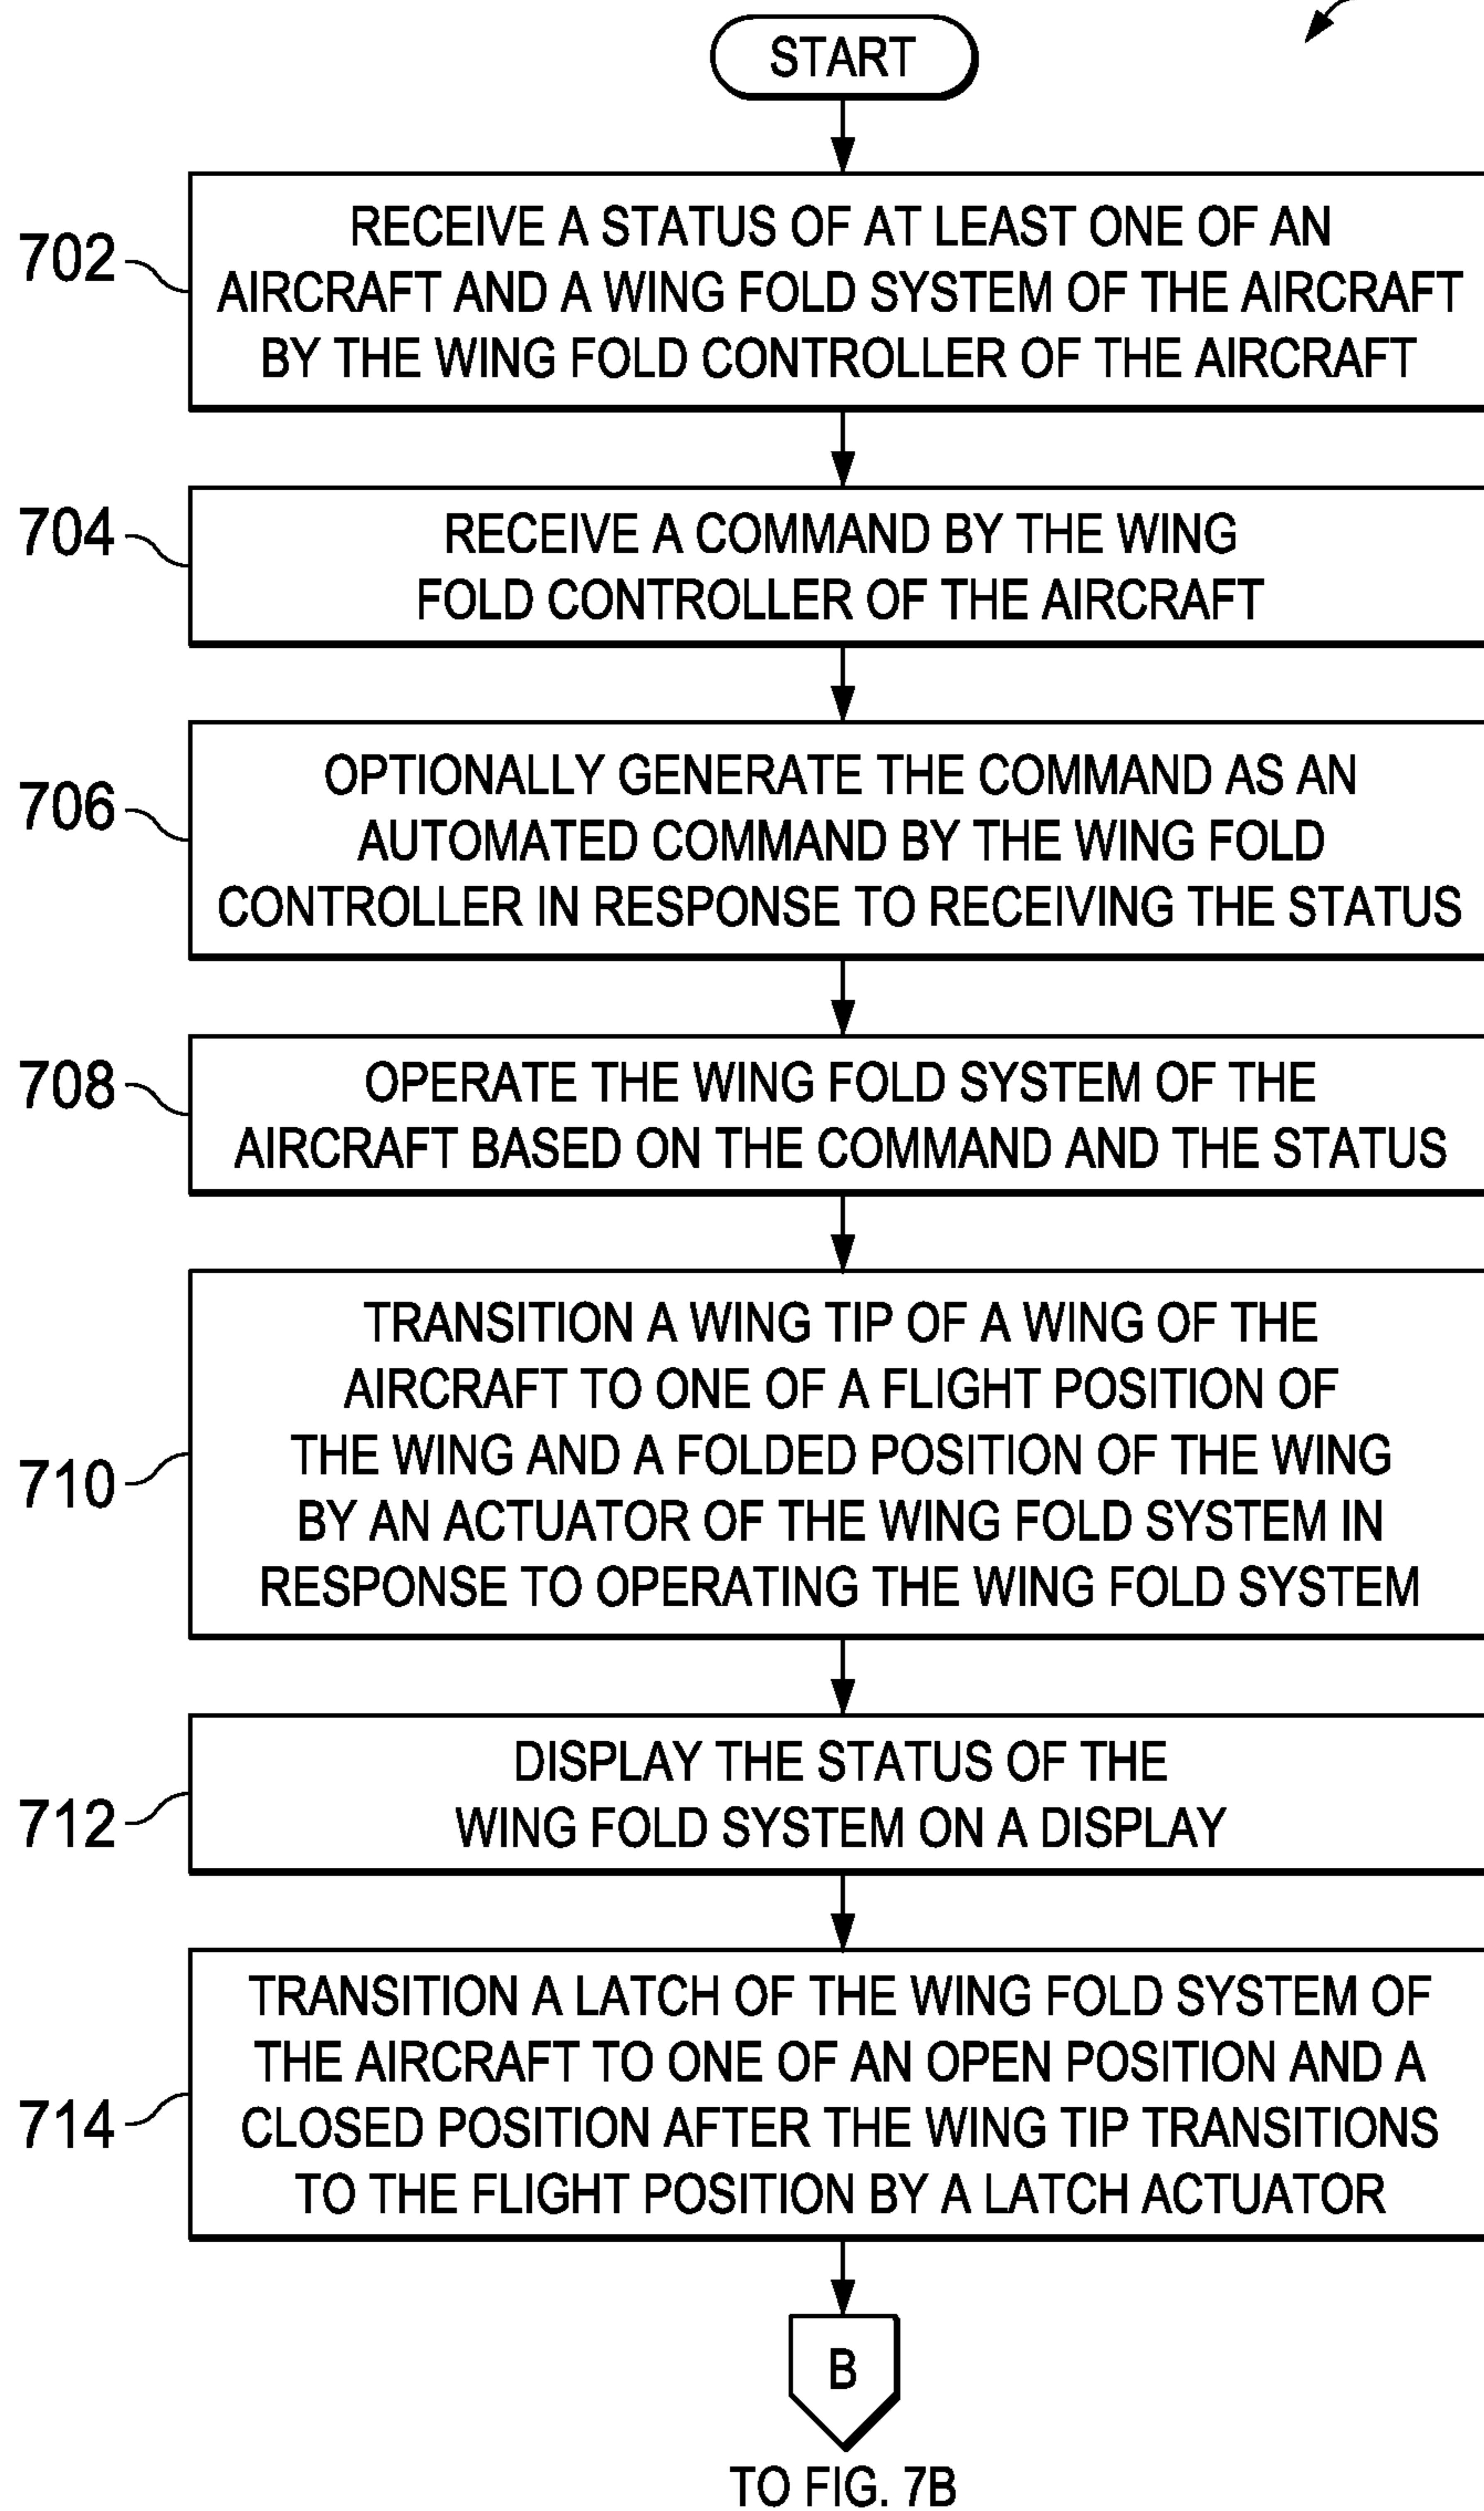 START
702
RECEIVE A STATUS OF AT LEAST ONE OF AN
AIRCRAFT AND A WING FOLD SYSTEM OF THE AIRCRAFT
BY THE WING FOLD CONTROLLER OF THE AIRCRAFT
704
RECEIVE A COMMAND BY THE WING
FOLD CONTROLLER OF THE AIRCRAFT
706
OPTIONALLY GENERATE THE COMMAND AS AN
AUTOMATED COMMAND BY THE WING FOLD
CONTROLLER IN RESPONSE TO RECEIVING THE STATUS
708
OPERATE THE WING FOLD SYSTEM OF THE
AIRCRAFT BASED ON THE COMMAND AND THE STATUS
710
TRANSITION A WING TIP OF A WING OF THE
AIRCRAFT TO ONE OF A FLIGHT POSITION OF
THE WING AND A FOLDED POSITION OF THE WING
BY AN ACTUATOR OF THE WING FOLD SYSTEM IN
RESPONSE TO OPERATING THE WING FOLD SYSTEM
712
DISPLAY THE STATUS OF THE
WING FOLD SYSTEM ON A DISPLAY
714
TRANSITION A LATCH OF THE WING FOLD SYSTEM OF
THE AIRCRAFT TO ONE OF AN OPEN POSITION AND A
CLOSED POSITION AFTER THE WING TIP TRANSITIONS
TO THE FLIGHT POSITION BY A LATCH ACTUATOR
B
TO FIG. 7B